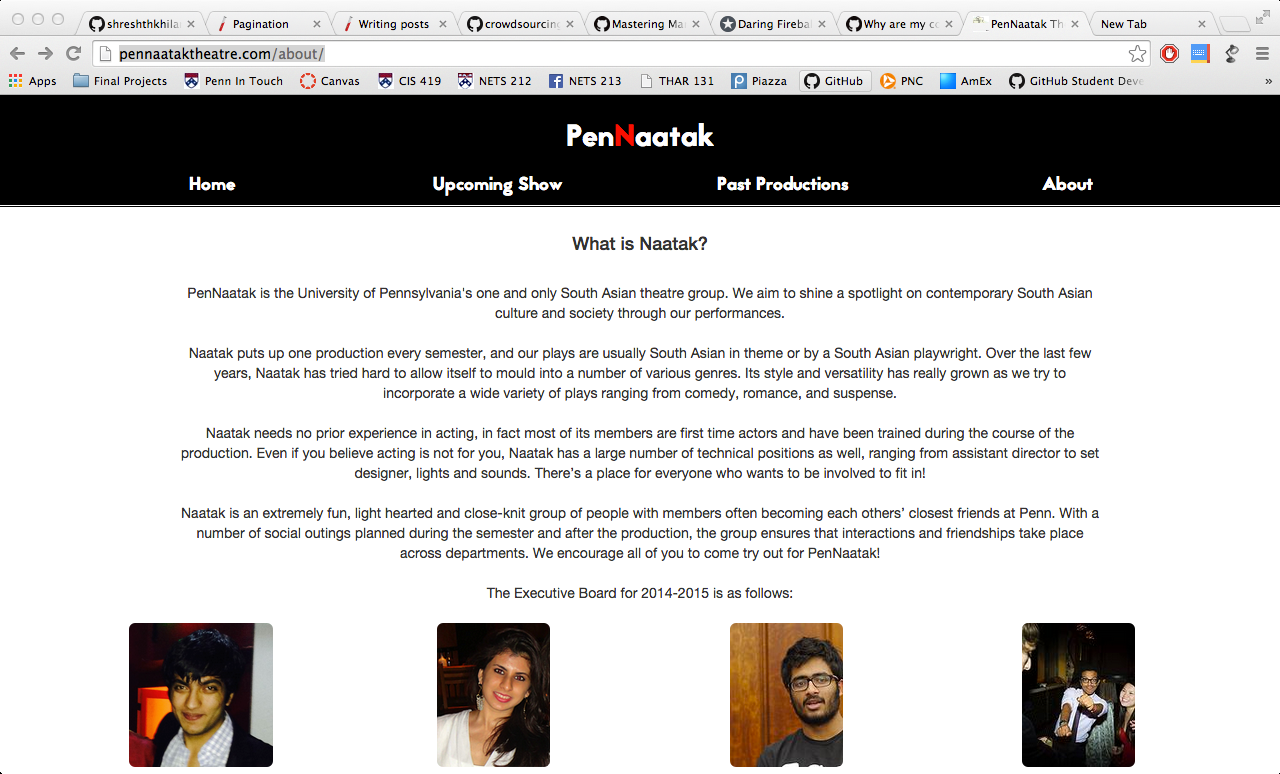 shreshthkhila
Pagination
Writing posts
crowdsourcing
Mastering Ma
Daring Fireba
Why are my co
PenNaatak Th
New Tab
pennaataktheatre.com/about/
Apps Final Projects Penn In Touch Canvas CIS 419 NETS 212 NETS 213 THAR 131 Piazza GitHub PNC AmEx GitHub Student Deve »
PenNaatak
Home Upcoming Show Past Productions About
What is Naatak?
PenNaatak is the University of Pennsylvania's one and only South Asian theatre group. We aim to shine a spotlight on contemporary South Asian
culture and society through our performances.
Naatak puts up one production every semester, and our plays are usually South Asian in theme or by a South Asian playwright. Over the last few
years, Naatak has tried hard to allow itself to mould into a number of various genres. Its style and versatility has really grown as we try to
incorporate a wide variety of plays ranging from comedy, romance, and suspense.
Naatak needs no prior experience in acting, in fact most of its members are first time actors and have been trained during the course of the
production. Even if you believe acting is not for you, Naatak has a large number of technical positions as well, ranging from assistant director to set
designer, lights and sounds. There’s a place for everyone who wants to be involved to fit in!
Naatak is an extremely fun, light hearted and close-knit group of people with members often becoming each others’ closest friends at Penn. With a
number of social outings planned during the semester and after the production, the group ensures that interactions and friendships take place
across departments. We encourage all of you to come try out for PenNaatak!
The Executive Board for 2014-2015 is as follows: